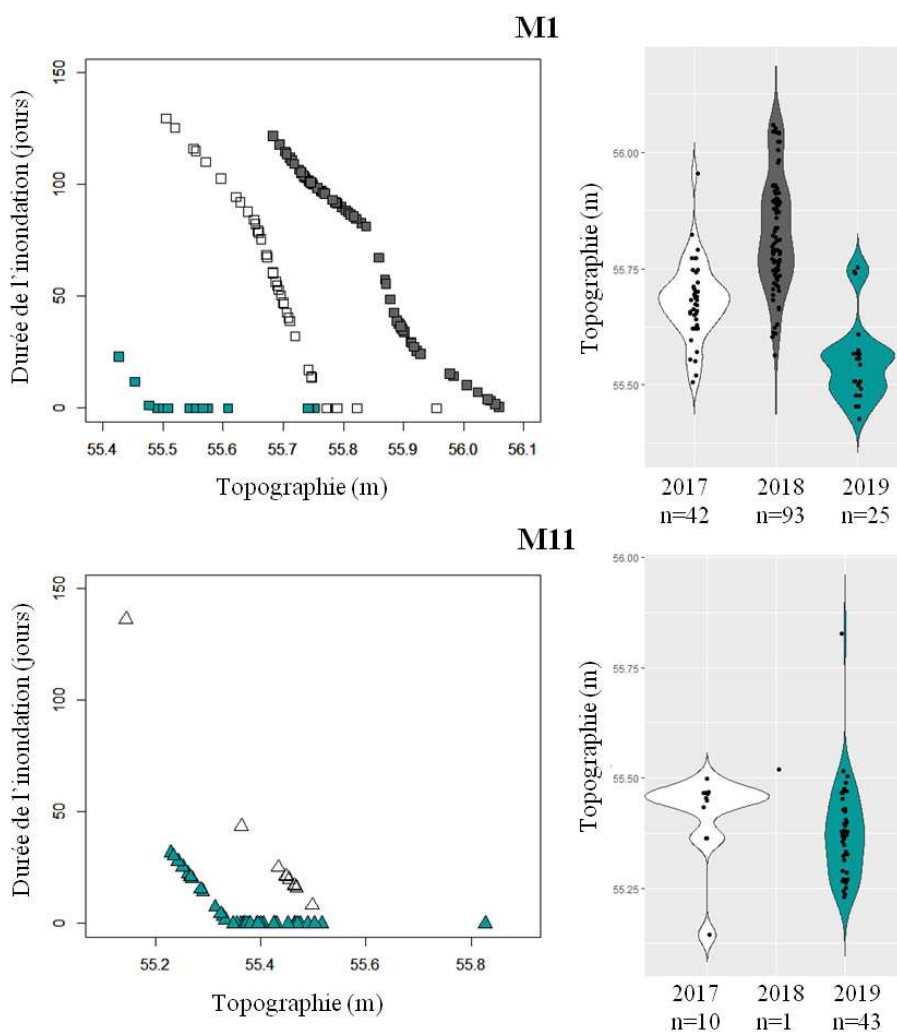 M1
Durée de l'inondation (jours)
150
100
50
0
55.4 55.5 55.6 55.7 55.8 55.9 56.0 56.1
Topographie (m)
Topographie (m)
56.00
55.75
55.50
2017 2018 2019
n=42 n=93 n=25
M11
Durée de l'inondation (jours)
150
100
50
0
55.2 55.4 55.6 55.8
Topographie (m)
Topographie (m)
56.00
55.75
55.50
55.25
2017 2018 2019
n=10 n=1 n=43